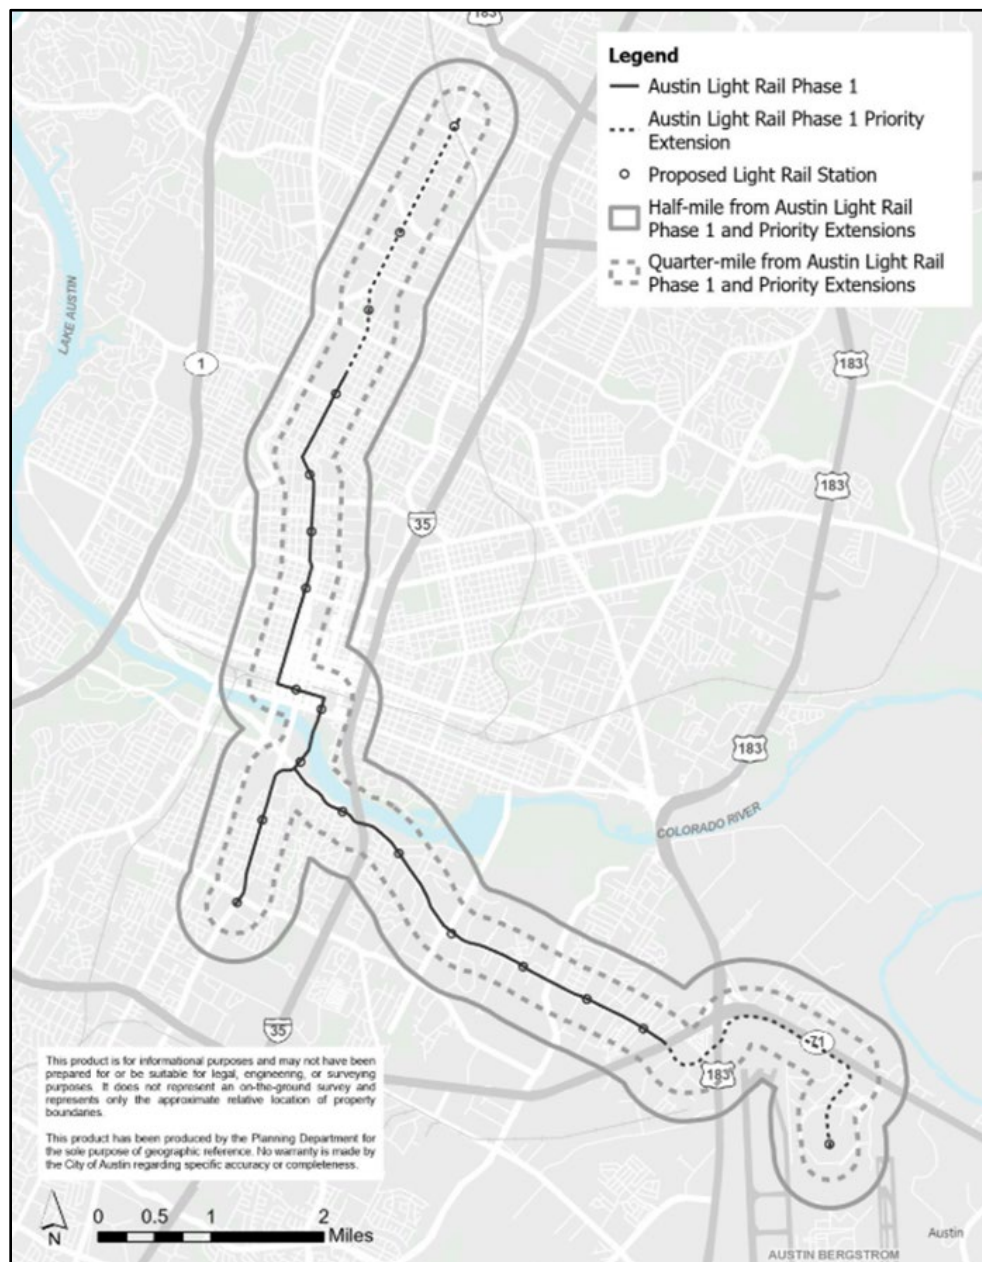 183
Legend
Austin Light Rail Phase 1
Austin Light Rail Phase 1 Priority
Extension
Proposed Light Rail Station
Half-mile from Austin Light Rail
Phase 1 and Priority Extensions
Quarter-mile from Austin Light Rail
Phase 1 and Priority Extensions
LAKE AUSTIN
1
183
183
35
183
COLORADO RIVER
35
71
183
This product is for informational purposes and may not have been
prepared for or be suitable for legal, engineering, or surveying
purposes. It does not represent an on-the-ground survey and
represents only the approximate relative location of property
boundaries.
This product has been produced by the Planning Department for
the sole purpose of geographic reference. No warranty is made by
the City of Austin regarding specific accuracy or completeness.
N
0 0.5 1 2
Miles
Austin
AUSTIN BERGSTROM